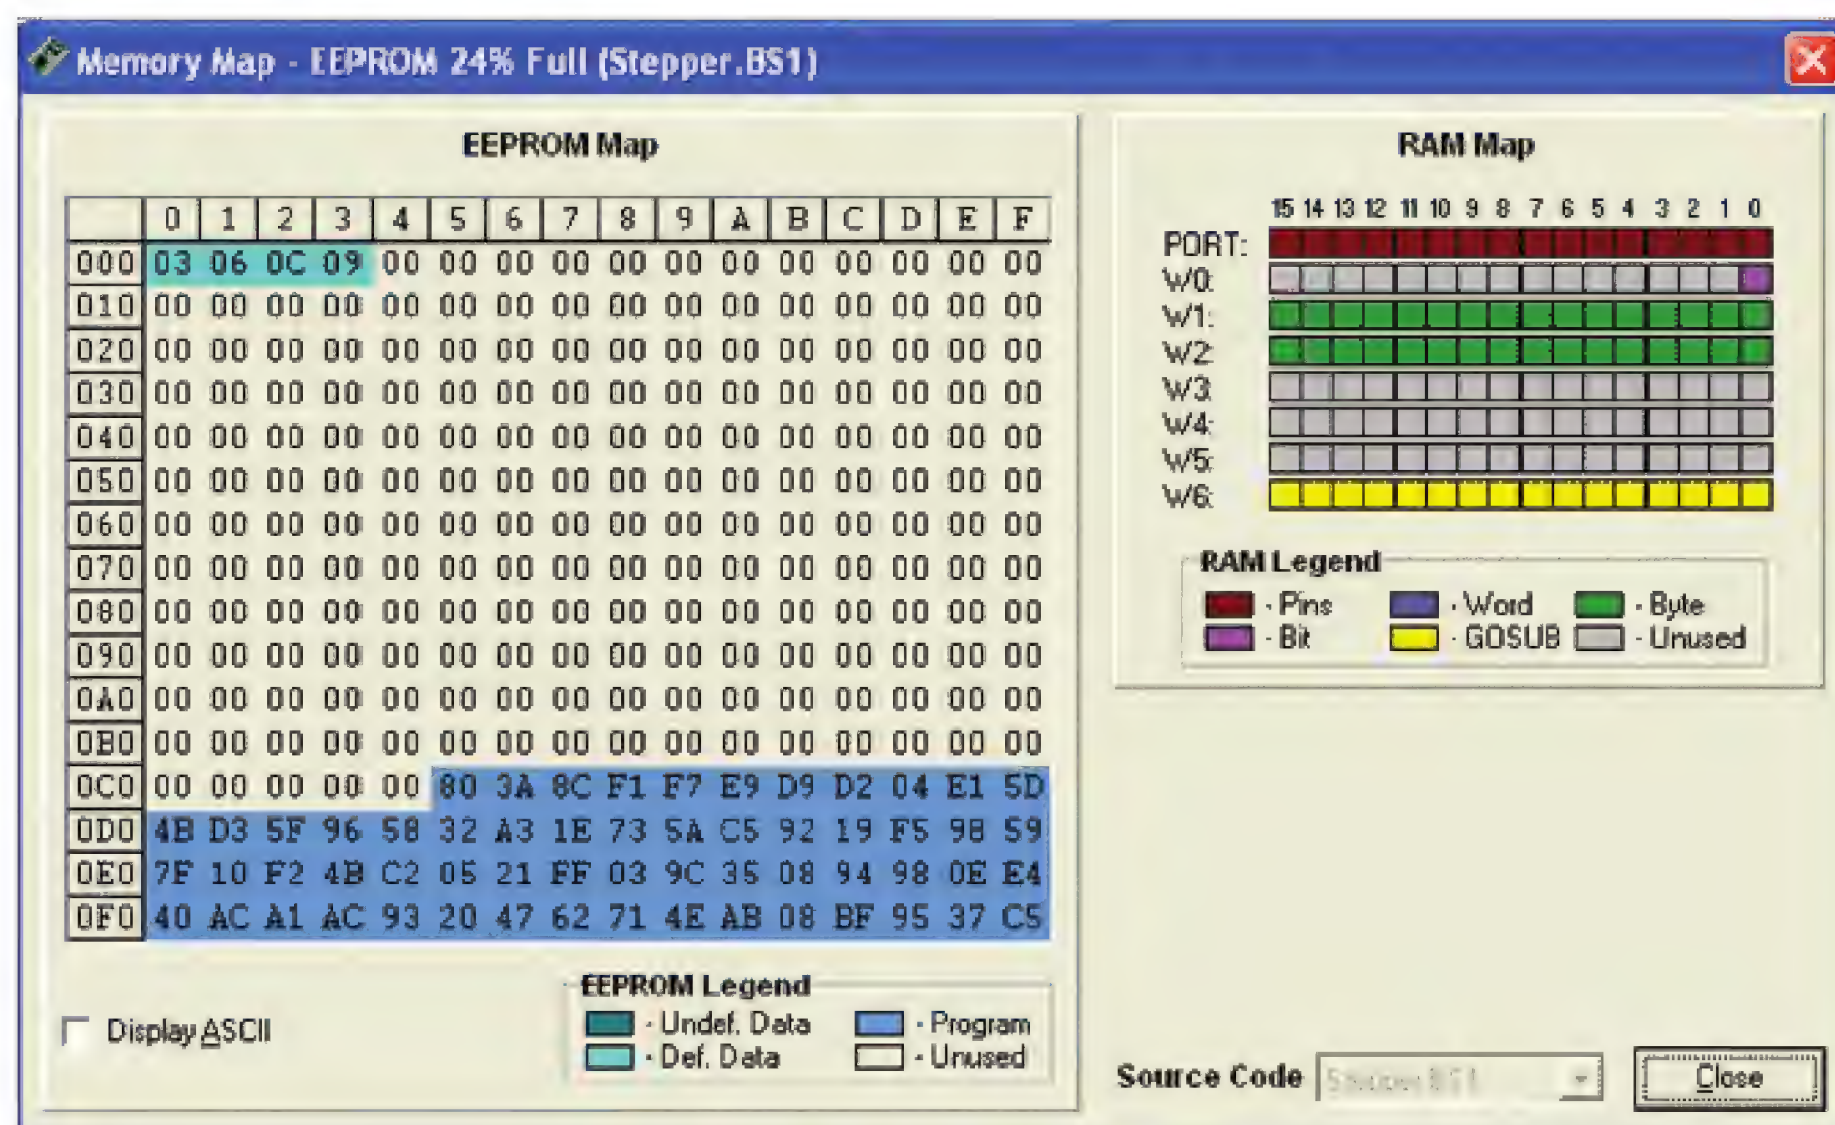 Memory Map - EEPROM 24% Full (Stepper.BS1)
EEPROM Map
0 1 2 3 4 5 6 7 8 9 A B C D E F
000 03 06 0C 09 00 00 00 00 00 00 00 00 00 00 00 00
010 00 00 00 00 00 00 00 00 00 00 00 00 00 00 00 00
020 00 00 00 00 00 00 00 00 00 00 00 00 00 00 00 00
030 00 00 00 00 00 00 00 00 00 00 00 00 00 00 00 00
040 00 00 00 00 00 00 00 00 00 00 00 00 00 00 00 00
050 00 00 00 00 00 00 00 00 00 00 00 00 00 00 00 00
060 00 00 00 00 00 00 00 00 00 00 00 00 00 00 00 00
070 00 00 00 00 00 00 00 00 00 00 00 00 00 00 00 00
080 00 00 00 00 00 00 00 00 00 00 00 00 00 00 00 00
090 00 00 00 00 00 00 00 00 00 00 00 00 00 00 00 00
0A0 00 00 00 00 00 00 00 00 00 00 00 00 00 00 00 00
0B0 00 00 00 00 00 00 00 00 00 00 00 00 00 00 00 00
0C0 00 00 00 00 00 80 3A 8C F1 F7 E9 D9 D2 04 E1 5D
0D0 4B D3 5F 96 58 32 A3 1E 73 5A C5 92 19 F5 98 59
0E0 7F 10 F2 4B C2 05 21 FF 03 9C 35 08 94 98 0E E4
0F0 40 AC A1 AC 93 20 47 62 71 4E AB 08 BF 95 37 C5
Display ASCII
EEPROM Legend
- Undef. Data - Program
- Def. Data - Unused
RAM Map
15 14 13 12 11 10 9 8 7 6 5 4 3 2 1 0
PORT:
W0:
W1:
W2:
W3:
W4:
W5:
W6:
RAM Legend
- Pins - Word - Byte
- Bit - GOSUB - Unused
Source Code Stepper.BS1 Close